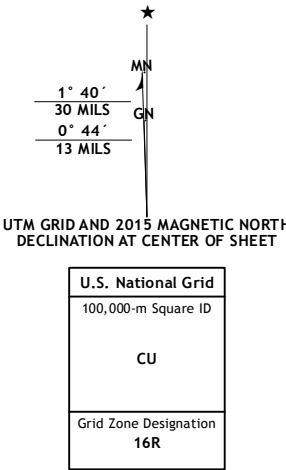 MN
1° 40´
30 MILS
GN
0° 44´
13 MILS
UTM GRID AND 2015 MAGNETIC NORTH
DECLINATION AT CENTER OF SHEET
U.S. National Grid
100,000-m Square ID
CU
Grid Zone Designation
16R